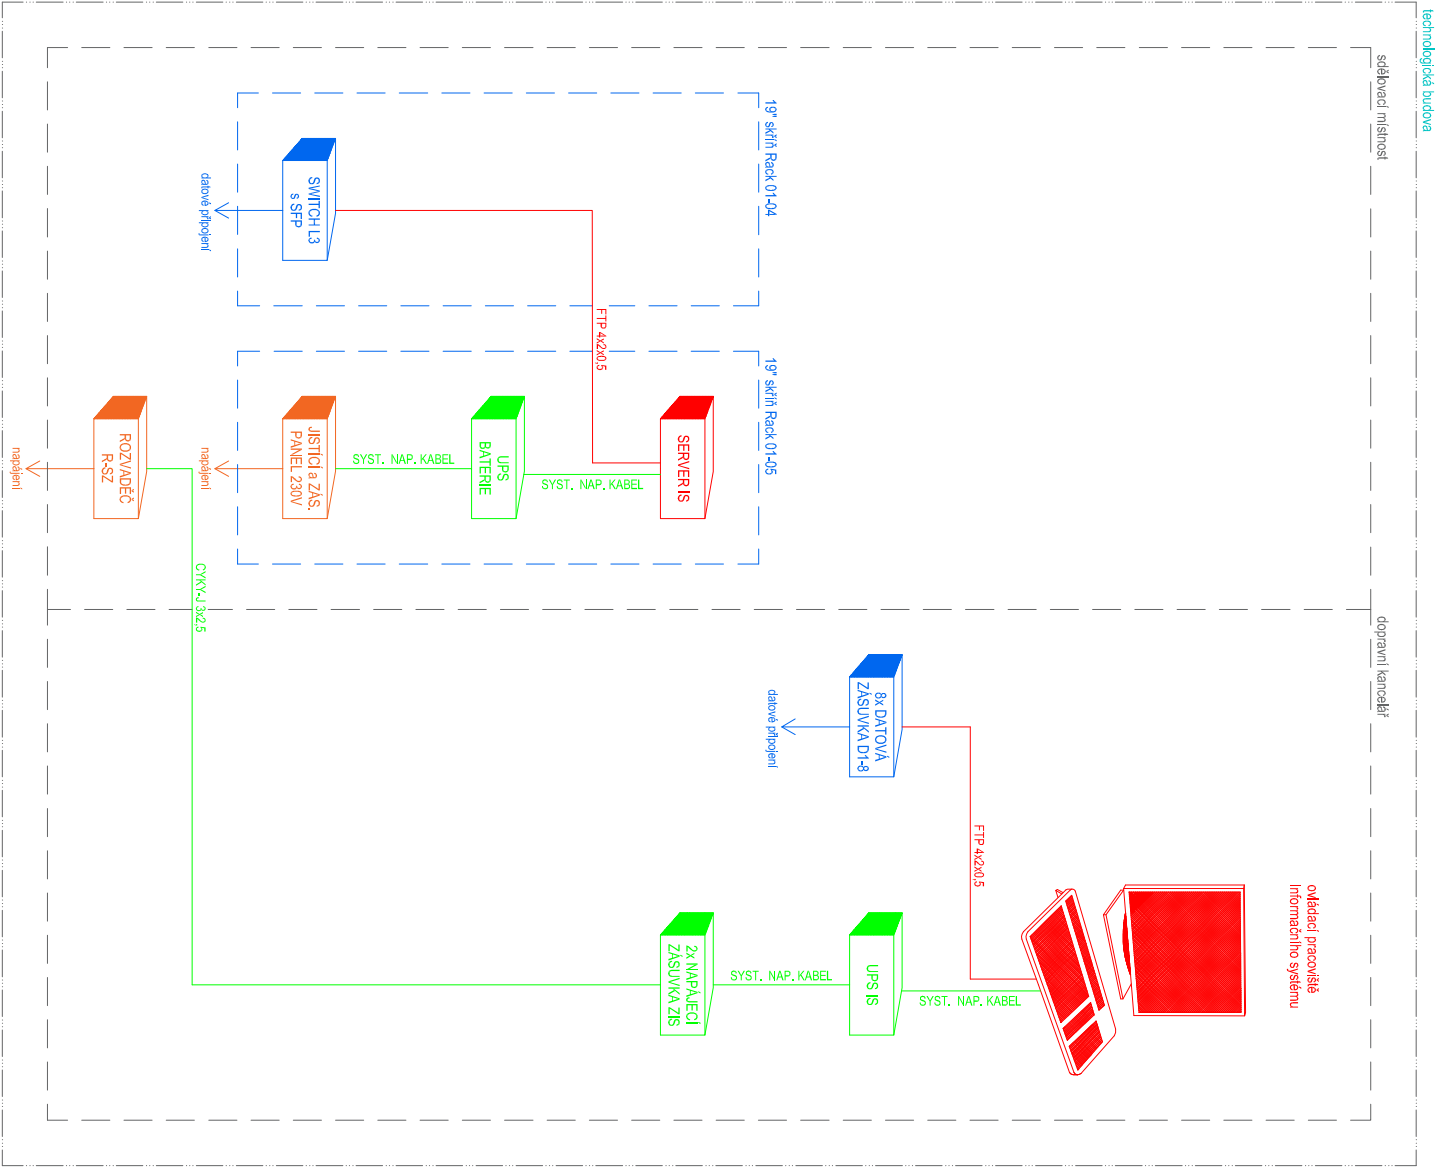 technologická budova
sdělovací místnost
19" skříň Rack 01-04
SWITCH L3
s SFP
datové připojení
FTP 4x2x0,5
19" skříň Rack 01-05
SERVER IS
SYST. NAP. KABEL
UPS
BATERIE
SYST. NAP. KABEL
JISTÍCÍ a ZÁS.
PANEL 230V
napájení
ROZVADĚČ
R-SZ
napájení
CYKY-J 3x2,5
dopravní kancelář
ovládací pracoviště
Informačního systému
8x DATOVÁ
ZÁSUVKA D1-8
datové připojení
FTP 4x2x0,5
SYST. NAP. KABEL
UPS IS
SYST. NAP. KABEL
2x NAPÁJECÍ
ZÁSUVKA ZIS